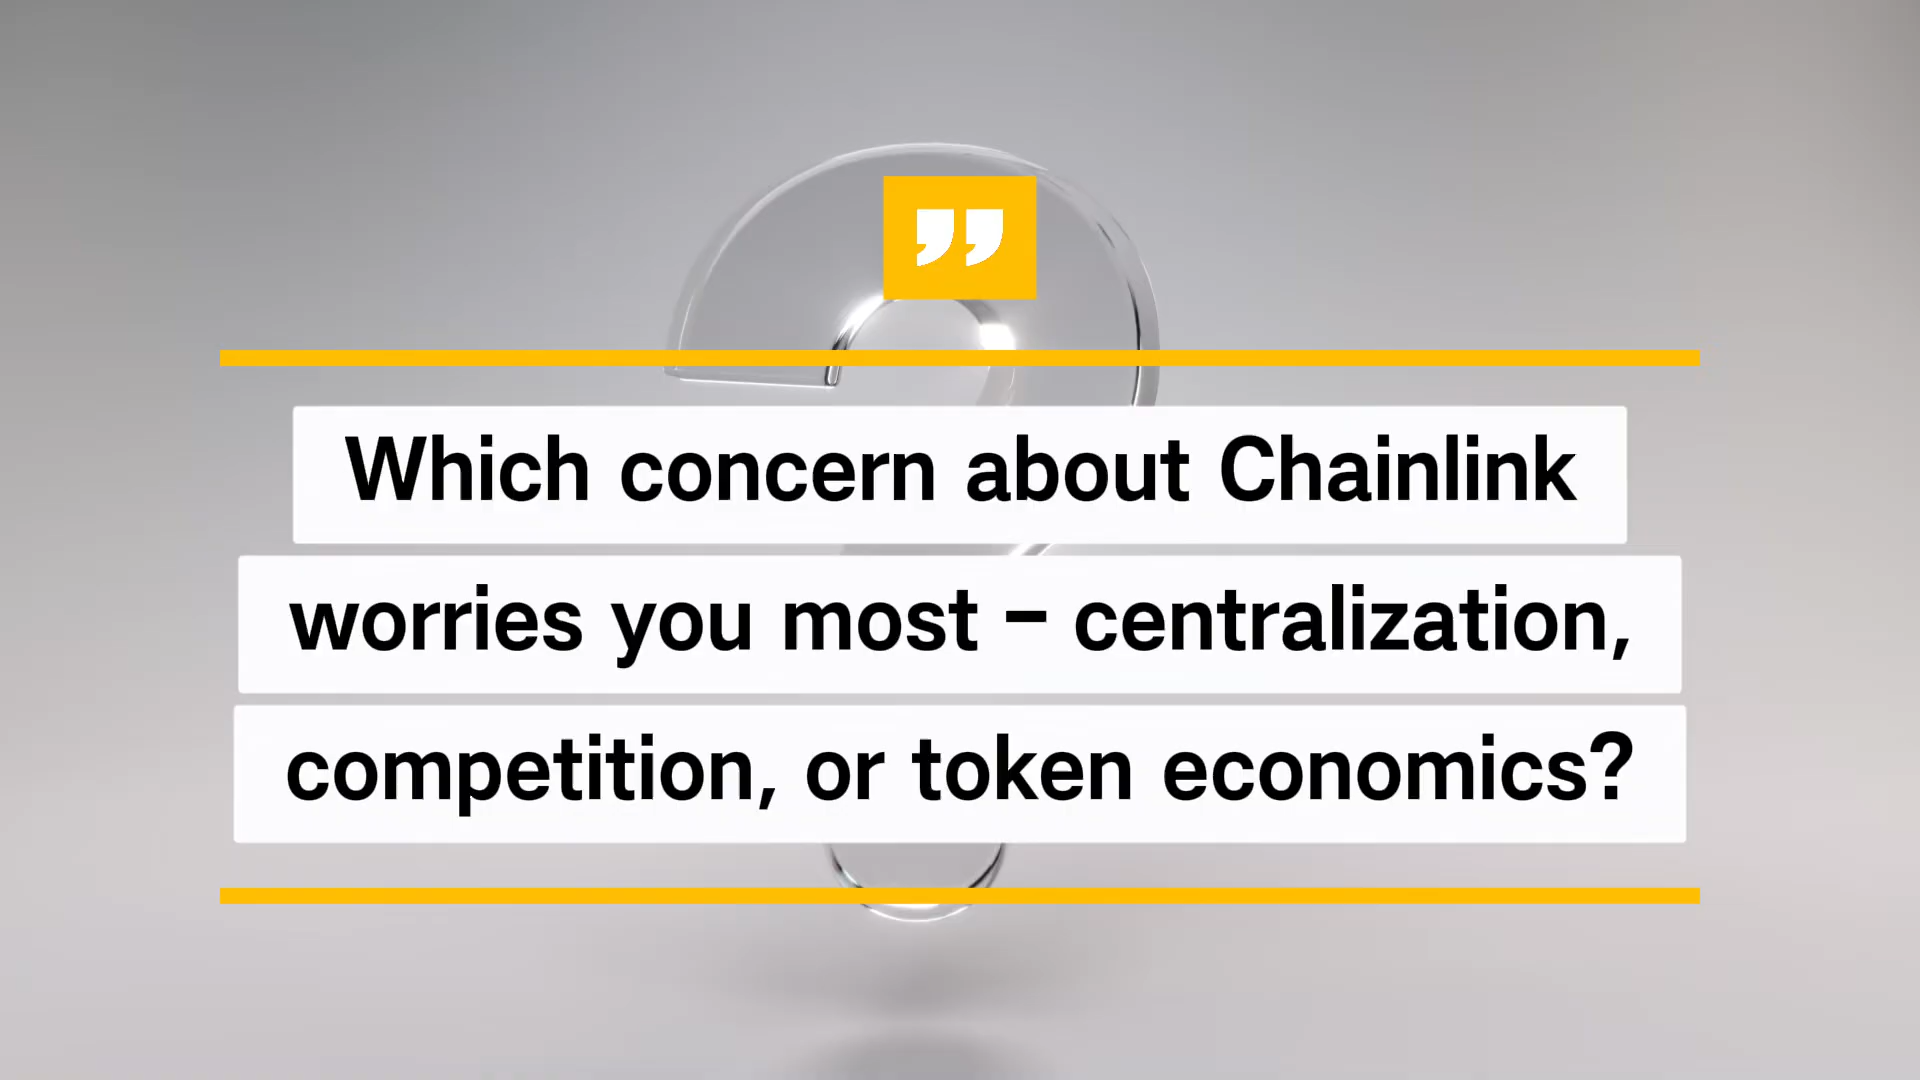 ”
Which concern about Chainlink
worries you most – centralization,
competition, or token economics?